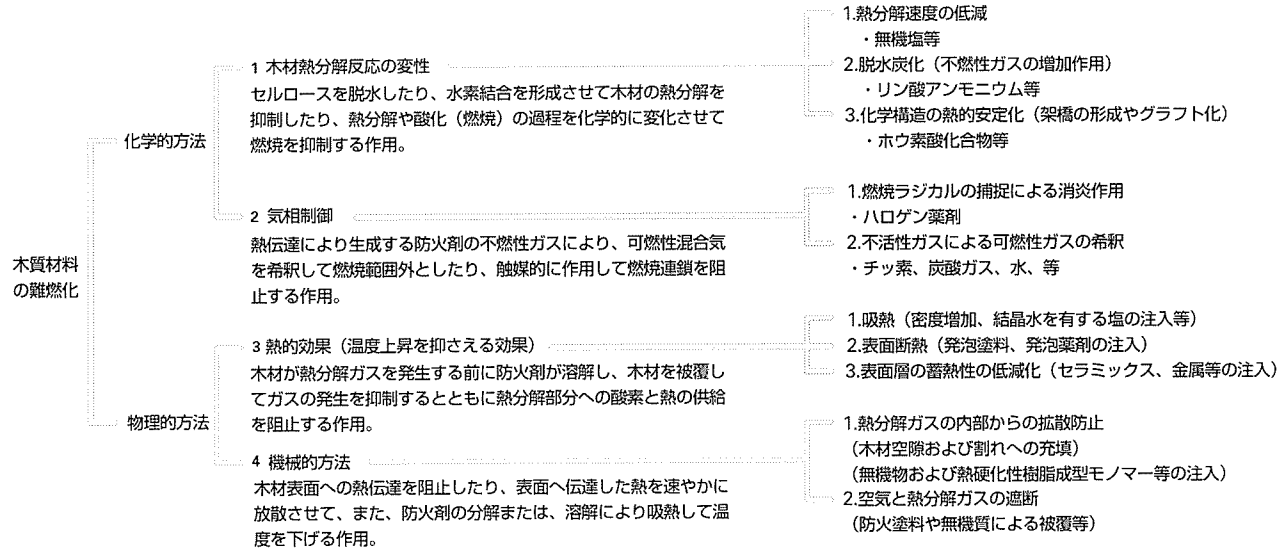 木質材料
の難燃化
化学的方法
1 木材熱分解反応の変性
セルロースを脱水したり、水素結合を形成させて木材の熱分解を
抑制したり、熱分解や酸化（燃焼）の過程を化学的に変化させて
燃焼を抑制する作用。
1.熱分解速度の低減
・無機塩等
2.脱水炭化（不燃性ガスの増加作用）
・リン酸アンモニウム等
3.化学構造の熱的安定化（架橋の形成やグラフト化）
・ホウ素酸化合物等
2 気相制御
熱伝達により生成する防火剤の不燃性ガスにより、可燃性混合気
を希釈して燃焼範囲外としたり、触媒的に作用して燃焼連鎖を阻
止する作用。
1.燃焼ラジカルの捕捉による消炎作用
・ハロゲン薬剤
2.不活性ガスによる可燃性ガスの希釈
・チッ素、炭酸ガス、水、等
物理的方法
3 熱的効果（温度上昇を抑さえる効果）
木材が熱分解ガスを発生する前に防火剤が溶解し、木材を被覆し
てガスの発生を抑制するとともに熱分解部分への酸素と熱の供給
を阻止する作用。
1.吸熱（密度増加、結晶水を有する塩の注入等）
2.表面断熱（発泡塗料、発泡薬剤の注入）
3.表面層の蓄熱性の低減化（セラミックス、金属等の注入）
4 機械的方法
木材表面への熱伝達を阻止したり、表面へ伝達した熱を速やかに
放散させて、また、防火剤の分解または、溶解により吸熱して温
度を下げる作用。
1.熱分解ガスの内部からの拡散防止
（木材空隙および割れへの充填）
（無機物および熱硬化性樹脂成型モノマー等の注入）
2.空気と熱分解ガスの遮断
（防火塗料や無機質による被覆等）